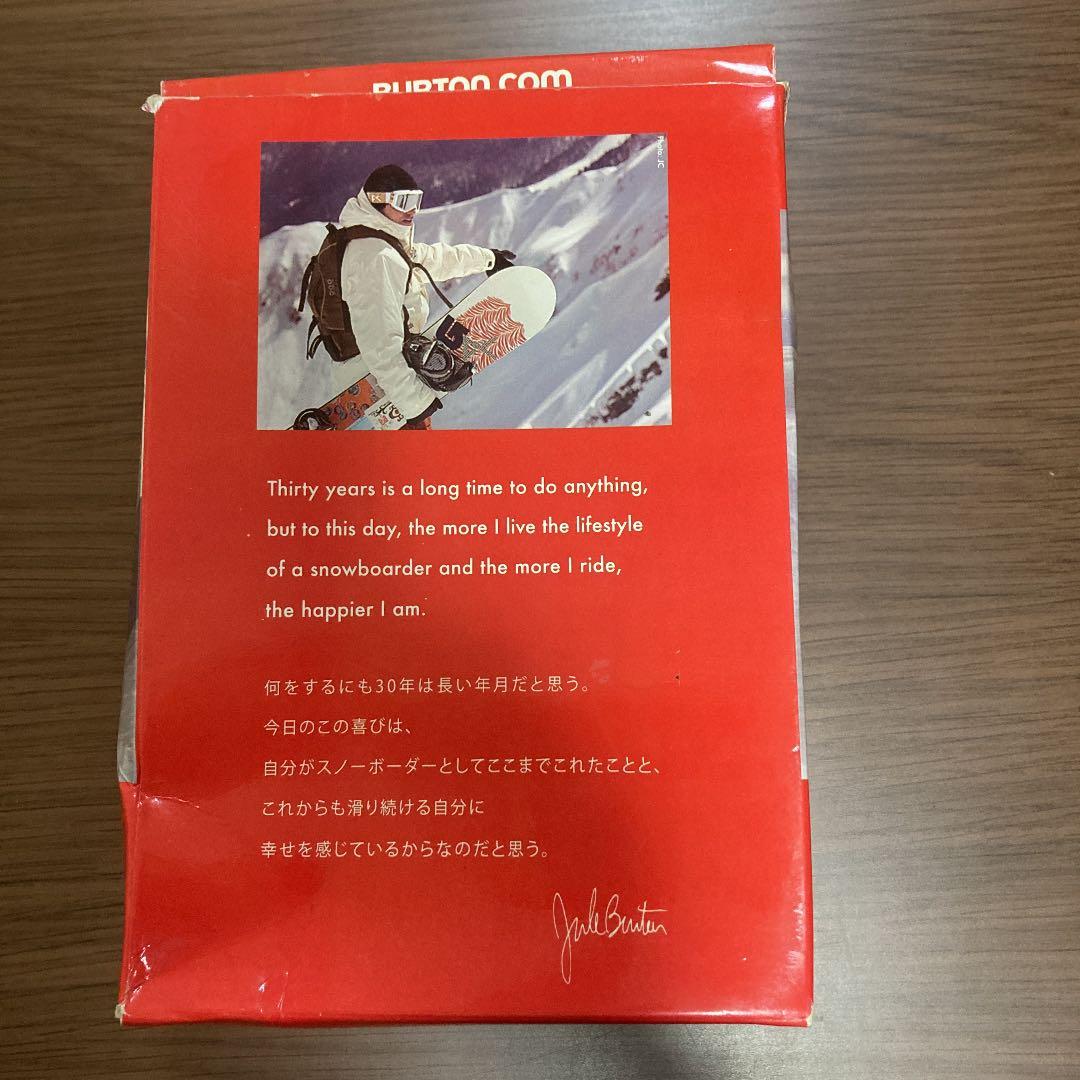 BURTON.COM
Photo: JC
Thirty years is a long time to do anything,
but to this day, the more I live the lifestyle
of a snowboarder and the more I ride,
the happier I am.
何をするにも30年は長い年月だと思う。
今日のこの喜びは、
自分がスノーボーダーとしてここまでこれたことと、
これからも滑り続ける自分に
幸せを感じているからなのだと思う。
Jake Burton